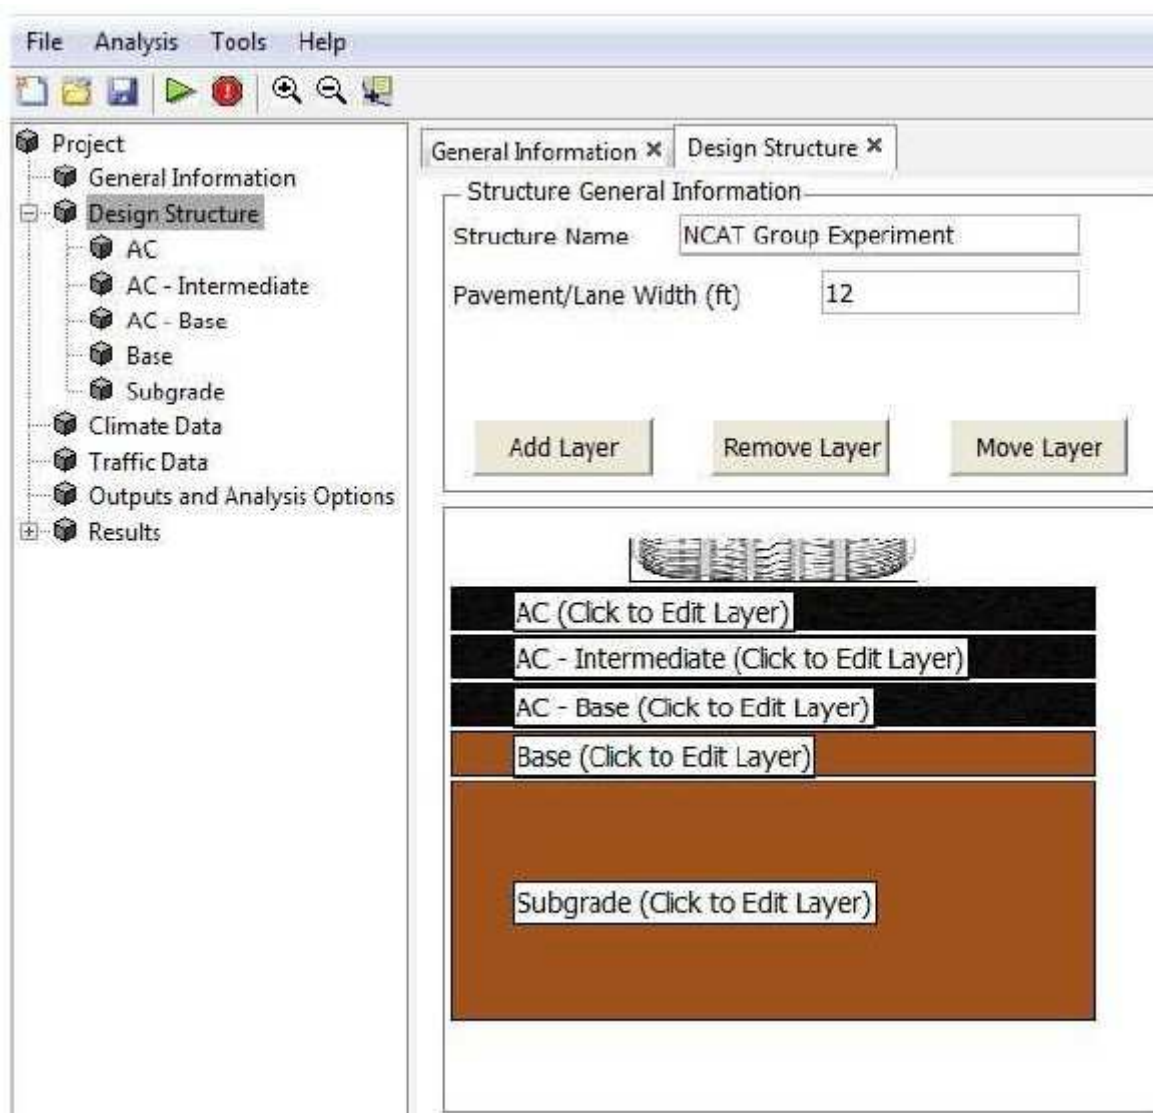 File Analysis Tools Help
Project
General Information
Design Structure
AC
AC - Intermediate
AC - Base
Base
Subgrade
Climate Data
Traffic Data
Outputs and Analysis Options
Results
General Information × Design Structure ×
Structure General Information
Structure Name NCAT Group Experiment
Pavement/Lane Width (ft) 12
Add Layer Remove Layer Move Layer
AC (Click to Edit Layer)
AC - Intermediate (Click to Edit Layer)
AC - Base (Click to Edit Layer)
Base (Click to Edit Layer)
Subgrade (Click to Edit Layer)